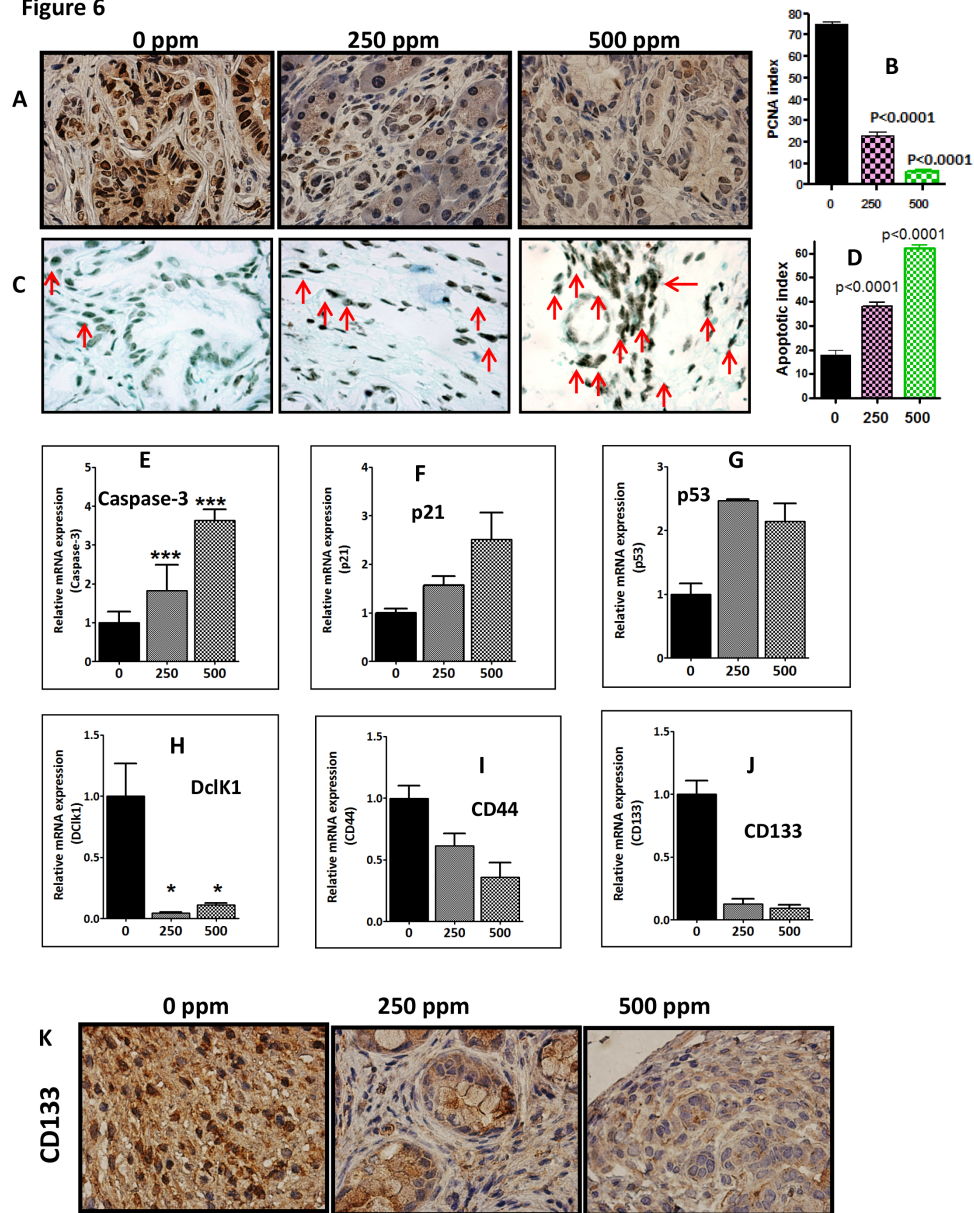 Figure 6
0 ppm
250 ppm
500 ppm
A
B
PCNA index
80
70
60
50
40
30
20
10
0
P<0.0001
P<0.0001
0
250
500
C
D
Apoptotic index
60
50
40
30
20
10
0
p<0.0001
p<0.0001
0
250
500
E
Caspase-3
Relative mRNA expression
(Caspase-3)
5
4
3
2
1
0
***
***
0
250
500
F
p21
Relative mRNA expression
(p21)
4
3
2
1
0
0
250
500
G
p53
Relative mRNA expression
(p53)
3
2
1
0
0
250
500
H
DclK1
Relative mRNA expression
(DClk1)
1.5
1.0
0.5
0.0
*
*
0
250
500
I
CD44
Relative mRNA expression
(CD44)
1.5
1.0
0.5
0.0
0
250
500
J
CD133
Relative mRNA expression
(CD133)
1.5
1.0
0.5
0.0
0
250
500
0 ppm
250 ppm
500 ppm
K
CD133